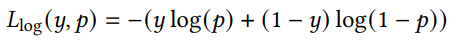 L_log(y, p) = −(y log(p) + (1 − y) log(1 − p))